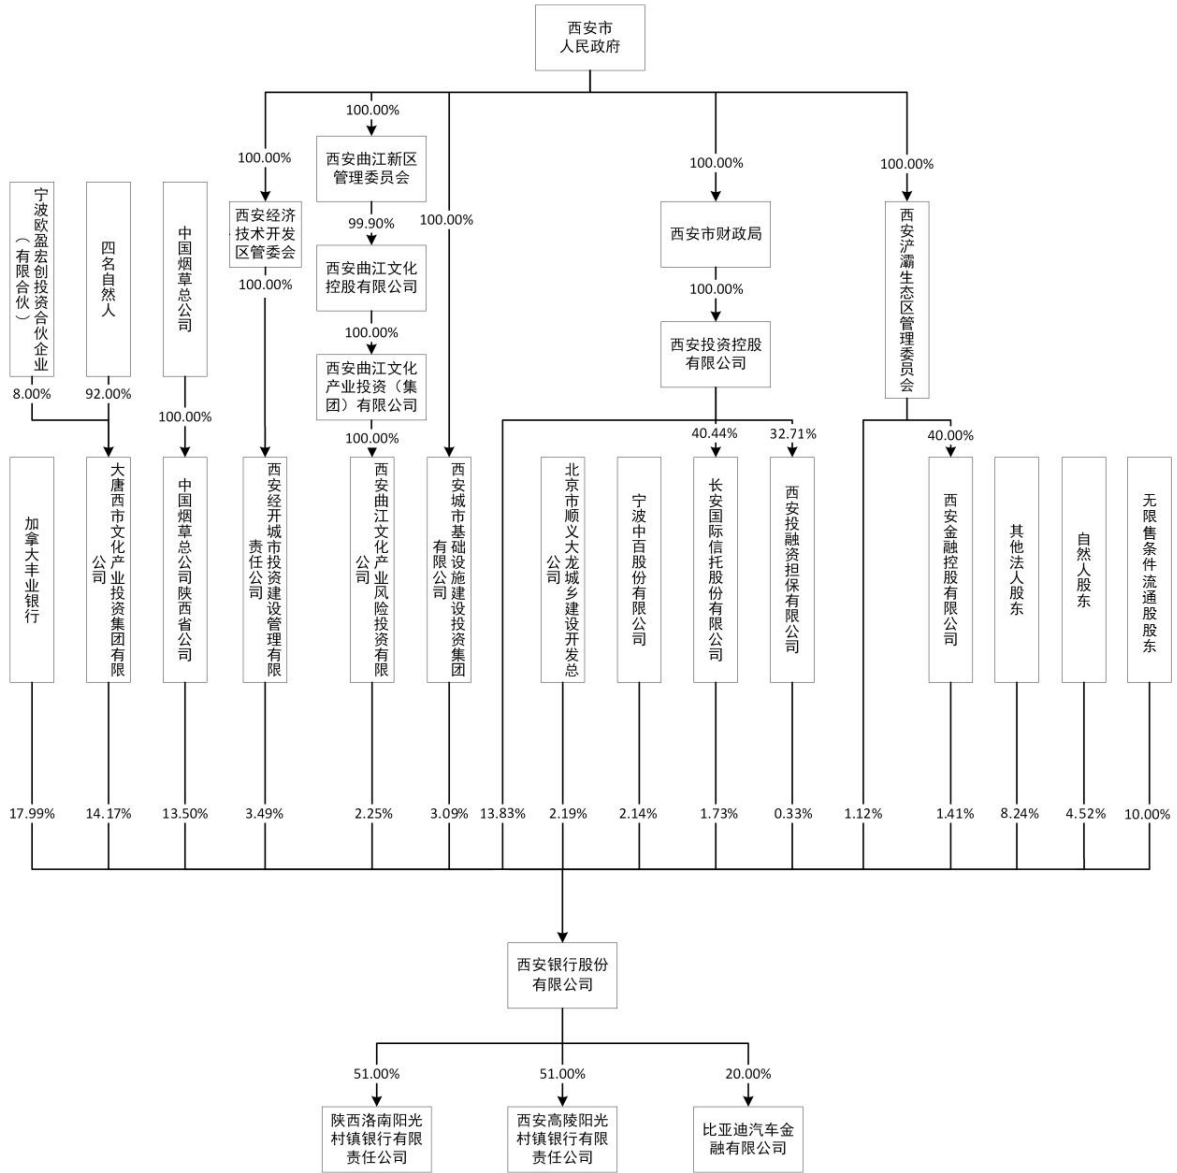 西安市
人民政府
100.00%
100.00%
100.00%
100.00%
100.00%
西安曲江新区
管理委员会
西安经济
技术开发
区管委会
99.90%
100.00%
西安市财政局
西安浐灞生态区管理委员会
宁波欧盈宏创投资合伙企业
（有限合伙）
四名自然人
中国烟草总公司
西安曲江文化
控股有限公司
100.00%
100.00%
100.00%
西安投资控股
有限公司
西安曲江文化
产业投资（集
团）有限公司
8.00%
92.00%
100.00%
100.00%
40.44%
32.71%
40.00%
加拿大丰业银行
大唐西市文化产业投资集团有限
公司
中国烟草总公司陕西省公司
西安经开城市投资建设管理有限
责任公司
西安曲江文化产业风险投资有限
公司
西安城市基础设施建设投资集团
有限公司
北京市顺义大龙城乡建设开发总
公司
宁波中百股份有限公司
长安国际信托股份有限公司
西安投融资担保有限公司
西安金融控股有限公司
其他法人股东
自然人股东
无限售条件流通股股东
17.99%
14.17%
13.50%
3.49%
2.25%
3.09%
13.83%
2.19%
2.14%
1.73%
0.33%
1.12%
1.41%
8.24%
4.52%
10.00%
西安银行股份
有限公司
51.00%
51.00%
20.00%
陕西洛南阳光
村镇银行有限
责任公司
西安高陵阳光
村镇银行有限
责任公司
比亚迪汽车金
融有限公司